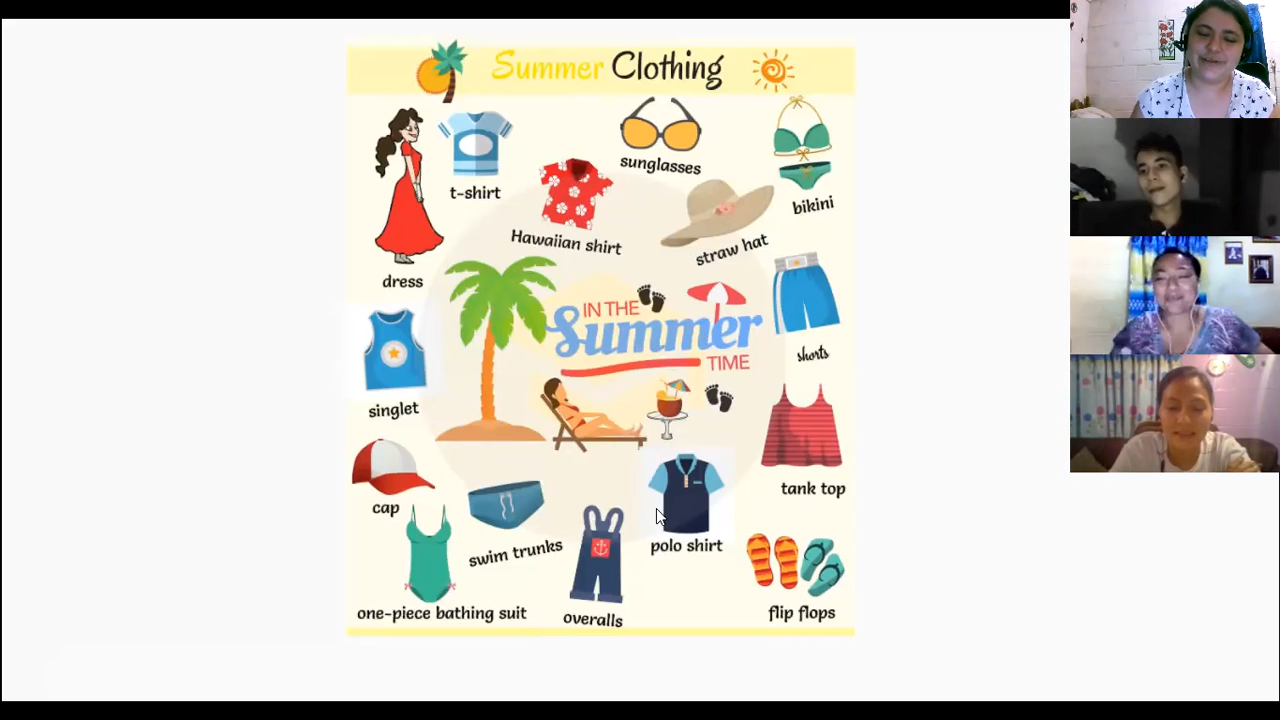 Summer Clothing
sunglasses
t-shirt
bikini
Hawaiian shirt
straw hat
dress
IN THE
Summer
TIME
shorts
singlet
tank top
cap
swim trunks
polo shirt
one-piece bathing suit
overalls
flip flops